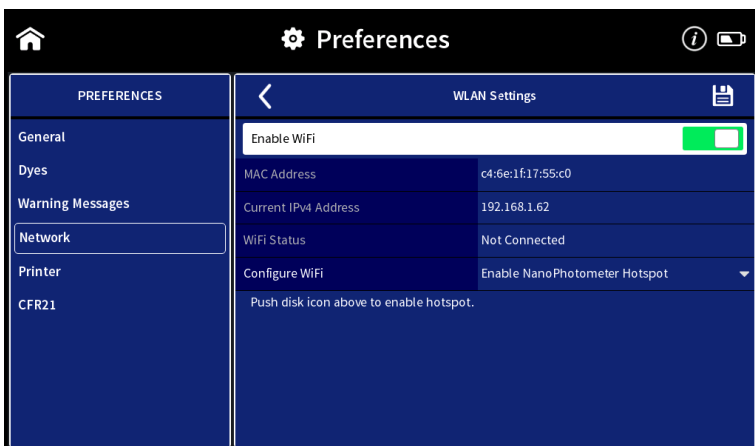 Preferences
i
PREFERENCES
WLAN Settings
General
Dyes
Warning Messages
Network
Printer
CFR21
Enable WiFi
MAC Address c4:6e:1f:17:55:c0
Current IPv4 Address 192.168.1.62
WiFi Status Not Connected
Configure WiFi Enable NanoPhotometer Hotspot
Push disk icon above to enable hotspot.